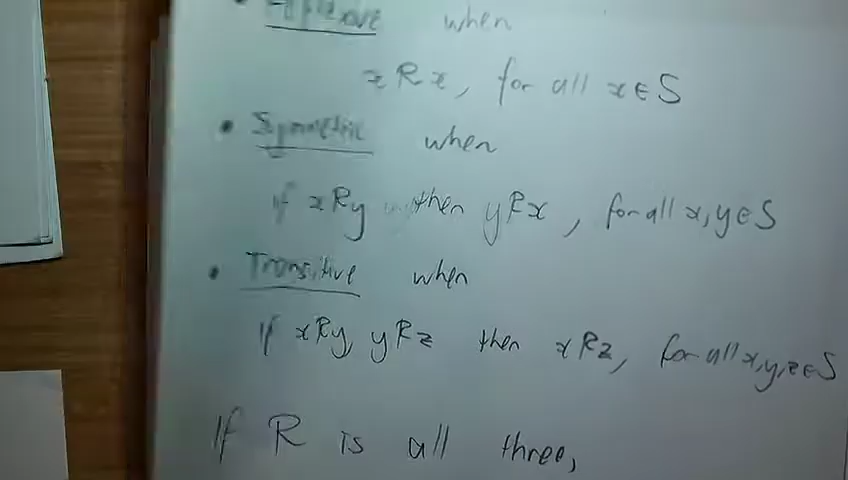 • Reflexive when
xRx, for all x∈S
• Symmetric when
If xRy then yRx, for all x,y∈S
• Transitive when
If xRy, yRz then xRz, for all x,y,z∈S
If R is all three,